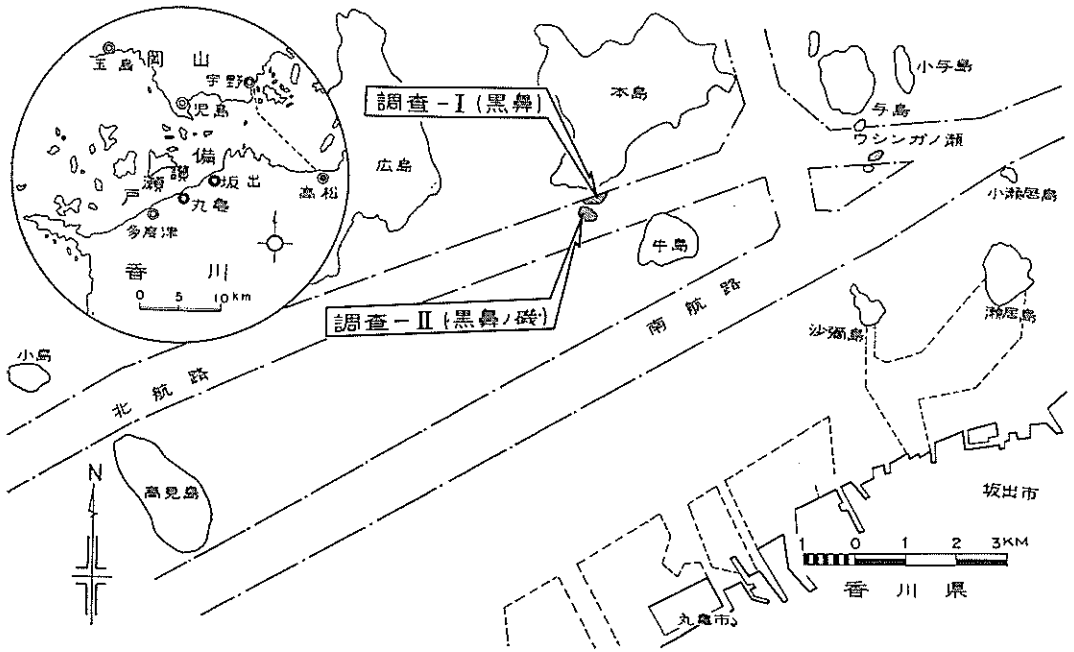 玉島
岡山
宇野
児島
備讃瀬戸
坂出
高松
丸亀
多度津
香川
0 5 10km
調査-I(黒鼻)
本島
小与島
与島
ウシンガノ瀬
広島
小瀬居島
牛島
調査-II(黒鼻ノ礁)
南航路
瀬居島
沙彌島
小島
北航路
高見島
N
坂出市
1 0 1 2 3KM
香川県
丸亀市